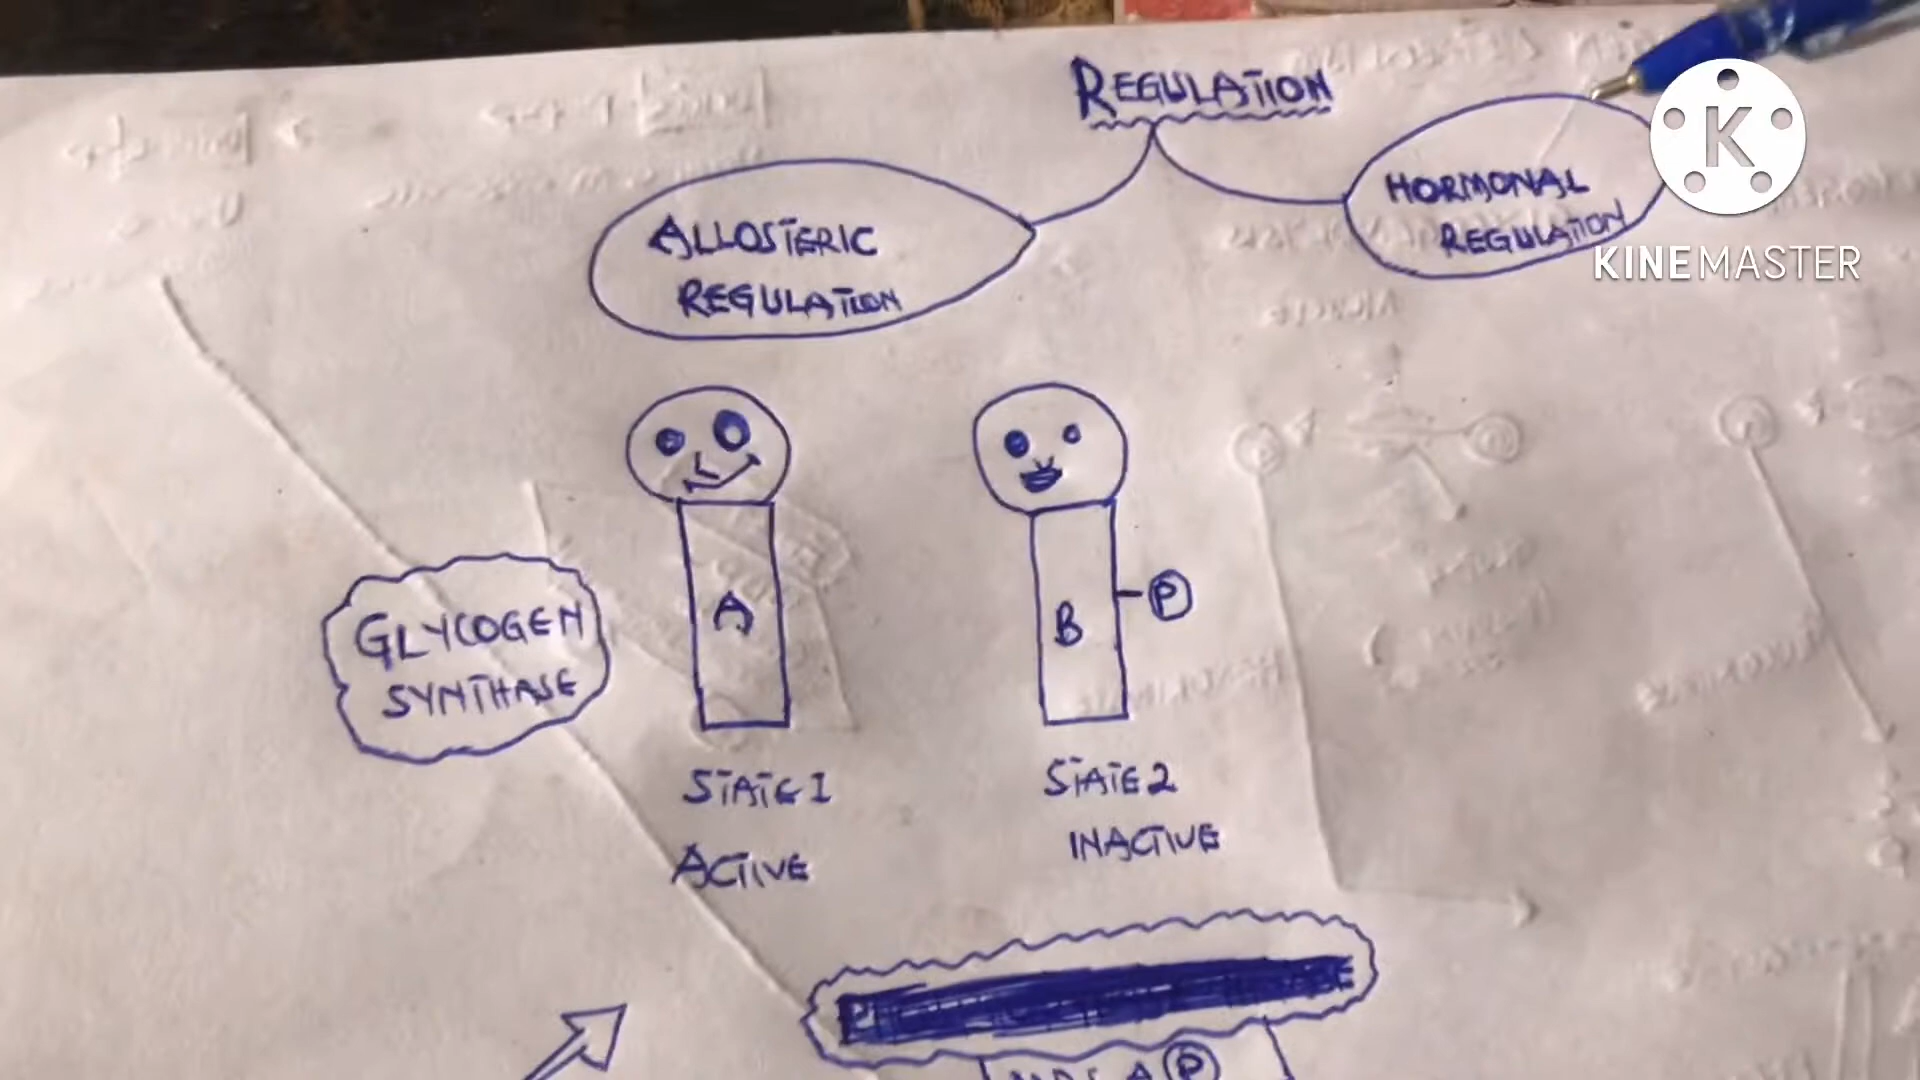 REGULATION
ALLOSTERIC
REGULATION
HORMONAL
REGULATION
K
KINEMASTER
GLYCOGEN
SYNTHASE
A
B
P
STATE 1
ACTIVE
STATE 2
INACTIVE
P